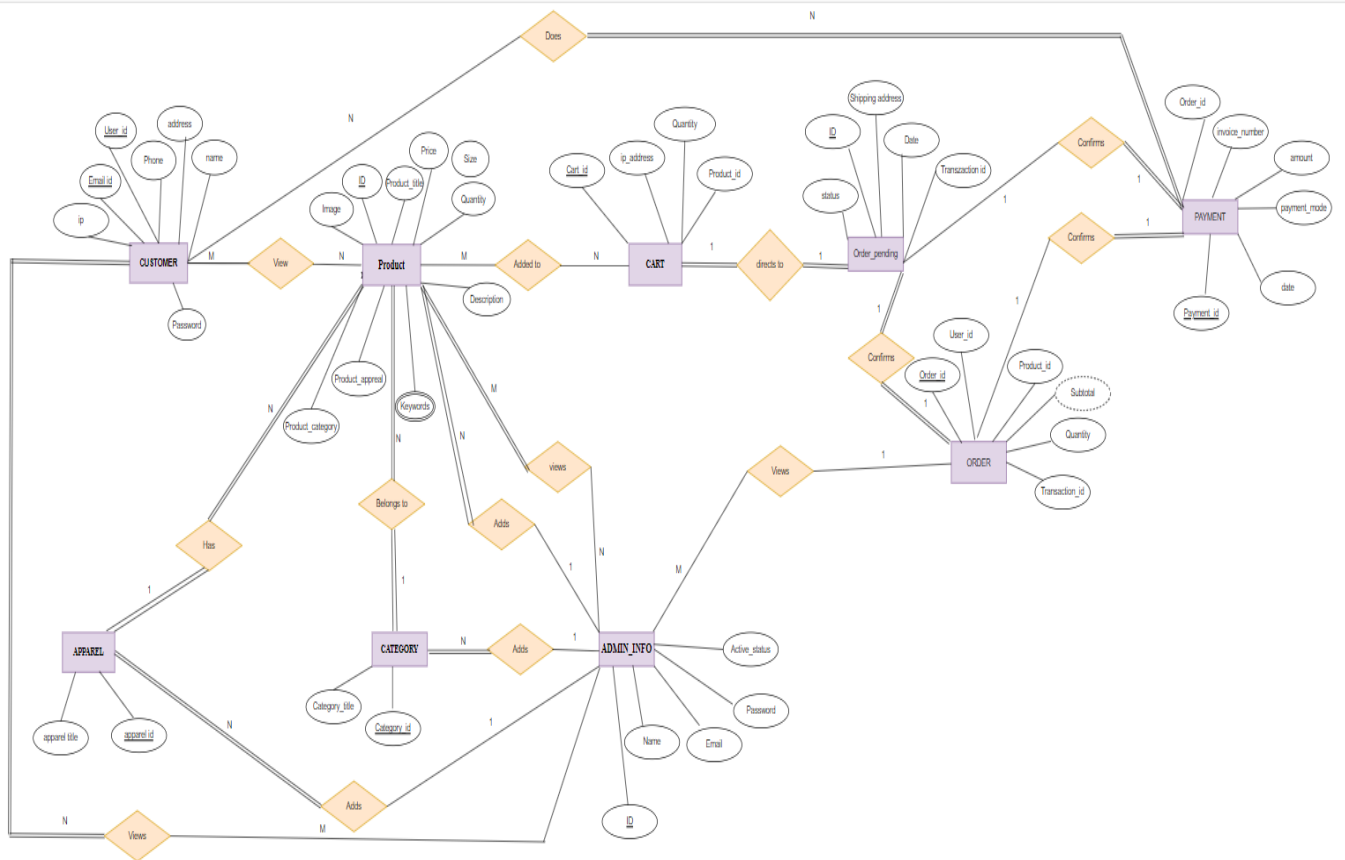 N
Does
Shipping address
Order_id
Quantity
address
User_id
ID
invoice_number
N
Date
Confirms
Price
Size
Phone
name
ip_address
amount
Cart_id
Product_id
Transzaction id
Email id
ID
Product_title
1
status
Quantity
Image
1
payment_mode
ip
PAYMENT
1
Confirms
1
Order_pending
CUSTOMER
M
View
N
Product
M
Added to
N
CART
directs to
1
1
date
Description
Password
1
1
Payment_id
User_id
Confirms
Order_id
Product_id
Product_appreal
M
Subtotal
1
Keywords
N
Product_category
N
N
Quantity
1
ORDER
views
Views
Transaction_id
Belongs to
Adds
Has
N
1
M
1
1
N
1
APPAREL
CATEGORY
Adds
ADMIN_INFO
Active_status
Category_title
Password
N
1
Category_id
apparel title
apparel id
Name
Email
Adds
N
M
ID
Views